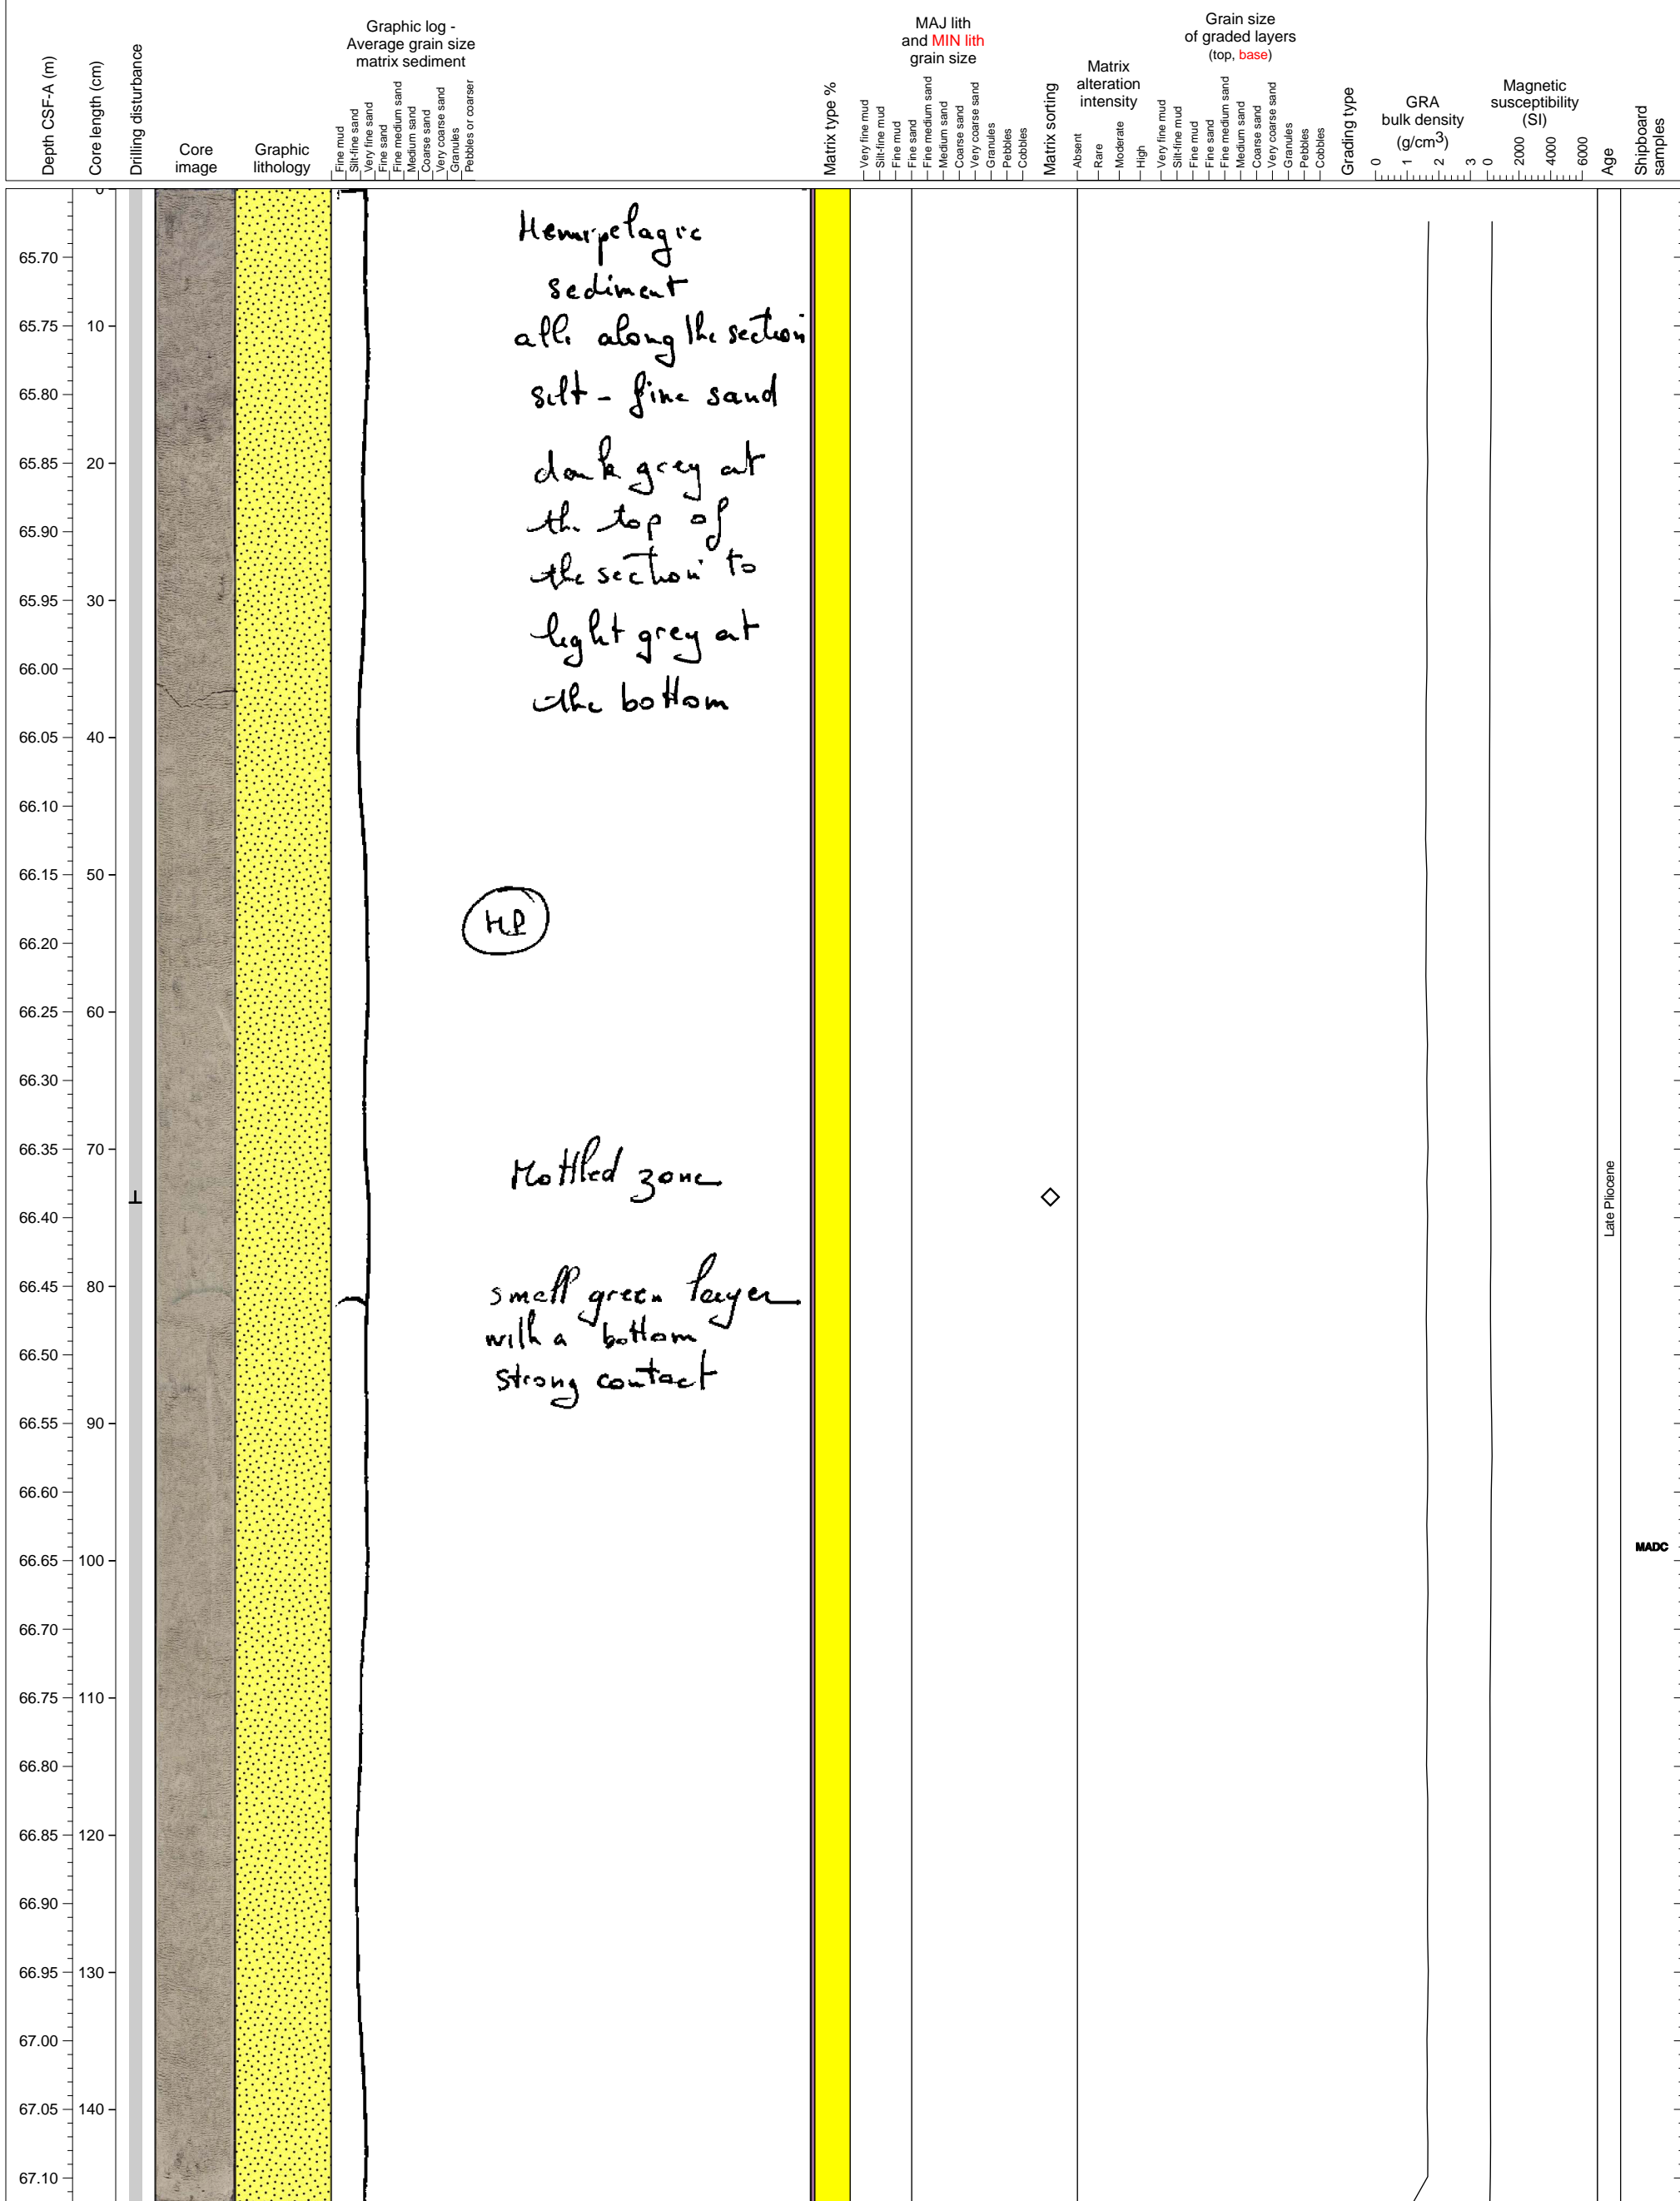 Depth CSF-A (m)
Core length (cm)
Drilling disturbance
Core
image
Graphic
lithology
Graphic log -
Average grain size
matrix sediment
Fine mud
Silt-fine sand
Very fine sand
Fine sand
Fine medium sand
Medium sand
Coarse sand
Very coarse sand
Granules
Pebbles or coarser
Matrix type %
MAJ lith
and MIN lith
grain size
Very fine mud
Silt-fine mud
Fine mud
Fine sand
Fine medium sand
Medium sand
Coarse sand
Very coarse sand
Granules
Pebbles
Cobbles
Matrix sorting
Matrix
alteration
intensity
Absent
Rare
Moderate
High
Grain size
of graded layers
(top, base)
Very fine mud
Silt-fine mud
Fine mud
Fine sand
Fine medium sand
Medium sand
Coarse sand
Very coarse sand
Granules
Pebbles
Cobbles
Grading type
GRA
bulk density
(g/cm3)
0 1 2 3
Magnetic
susceptibility
(SI)
0 2000 4000 6000
Age
Shipboard
samples
0
65.70
65.75 10
65.80
65.85 20
65.90
65.95 30
66.00
66.05 40
66.10
66.15 50
66.20
66.25 60
66.30
66.35 70
66.40
66.45 80
66.50
66.55 90
66.60
66.65 100
66.70
66.75 110
66.80
66.85 120
66.90
66.95 130
67.00
67.05 140
67.10
Hemipelagic
sediment
all along the section
silt - fine sand
dark grey at
the top of
the section to
light grey at
the bottom
HP
Mottled zone
small green layer
with a bottom
strong contact
Late Pliocene
MADC